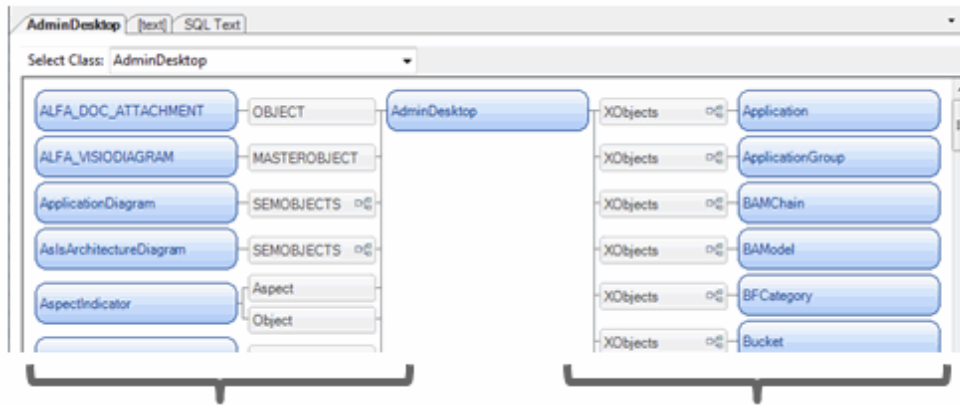 AdminDesktop [text] SQL Text
Select Class: AdminDesktop
ALFA_DOC_ATTACHMENT OBJECT AdminDesktop XObjects Application
ALFA_VISIODIAGRAM MASTEROBJECT XObjects ApplicationGroup
ApplicationDiagram SEMOBJECTS XObjects BAMChain
AsIsArchitectureDiagram SEMOBJECTS XObjects BAModel
AspectIndicator Aspect XObjects BFCategory
Object
XObjects Bucket